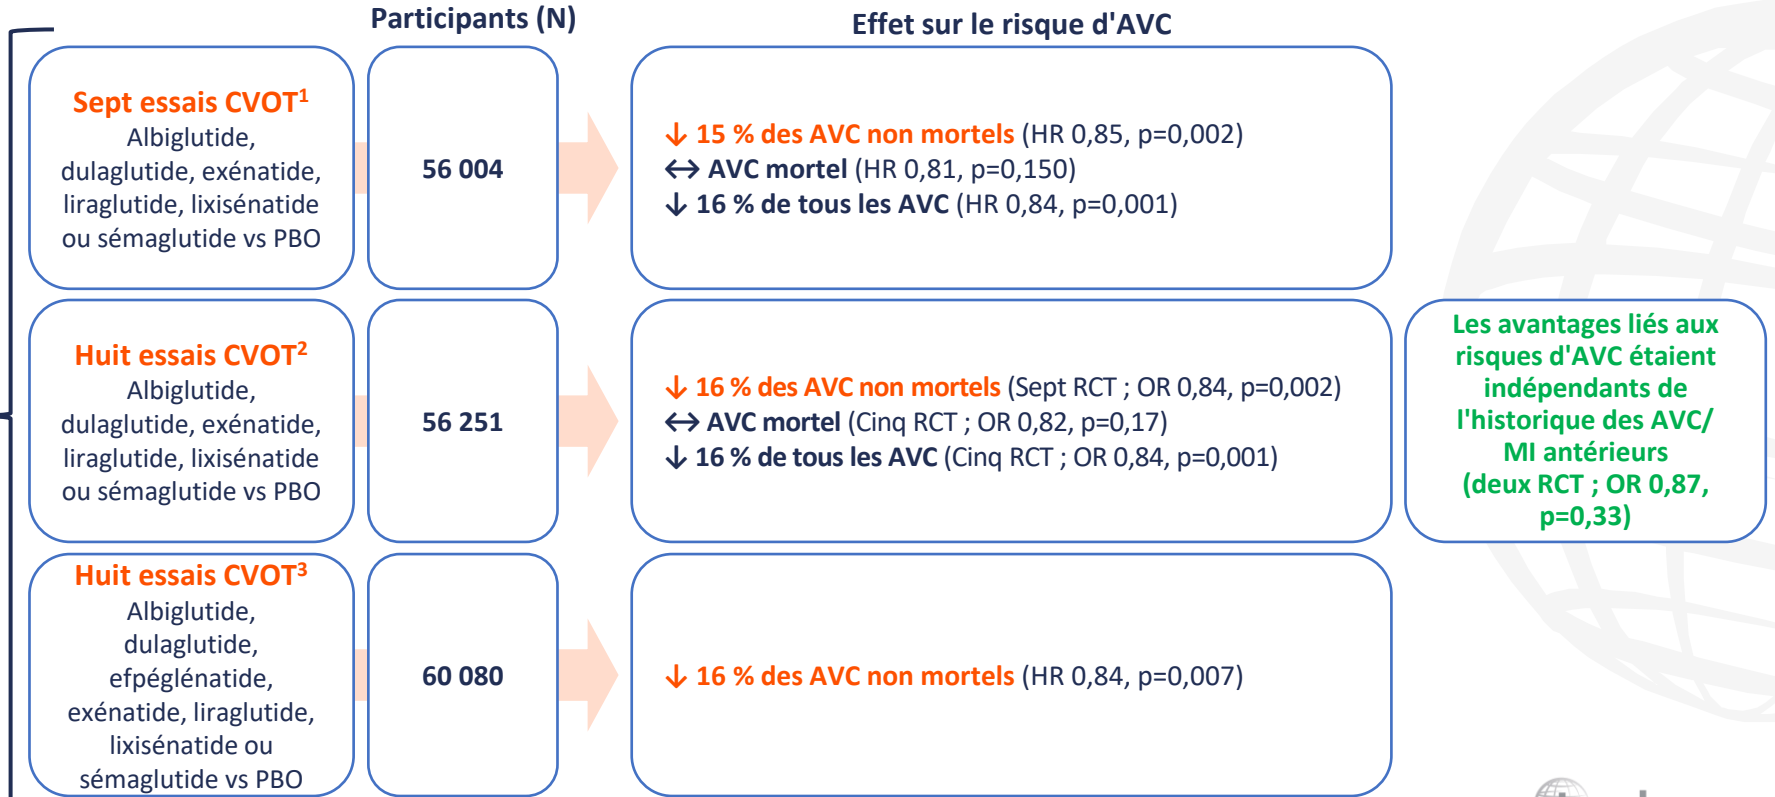 Participants (N)
Effet sur le risque d'AVC
Sept essais CVOT1
Albiglutide,
dulaglutide, exénatide,
liraglutide, lixisénatide
ou sémaglutide vs PBO
56 004
↓ 15 % des AVC non mortels (HR 0,85, p=0,002)
↔ AVC mortel (HR 0,81, p=0,150)
↓ 16 % de tous les AVC (HR 0,84, p=0,001)
Huit essais CVOT2
Albiglutide,
dulaglutide, exénatide,
liraglutide, lixisénatide
ou sémaglutide vs PBO
56 251
↓ 16 % des AVC non mortels (Sept RCT ; OR 0,84, p=0,002)
↔ AVC mortel (Cinq RCT ; OR 0,82, p=0,17)
↓ 16 % de tous les AVC (Cinq RCT ; OR 0,84, p=0,001)
Les avantages liés aux
risques d'AVC étaient
indépendants de
l'historique des AVC/
MI antérieurs
(deux RCT ; OR 0,87,
p=0,33)
Huit essais CVOT3
Albiglutide,
dulaglutide,
efpéglénatide,
exénatide, liraglutide,
lixisénatide ou
sémaglutide vs PBO
60 080
↓ 16 % des AVC non mortels (HR 0,84, p=0,007)